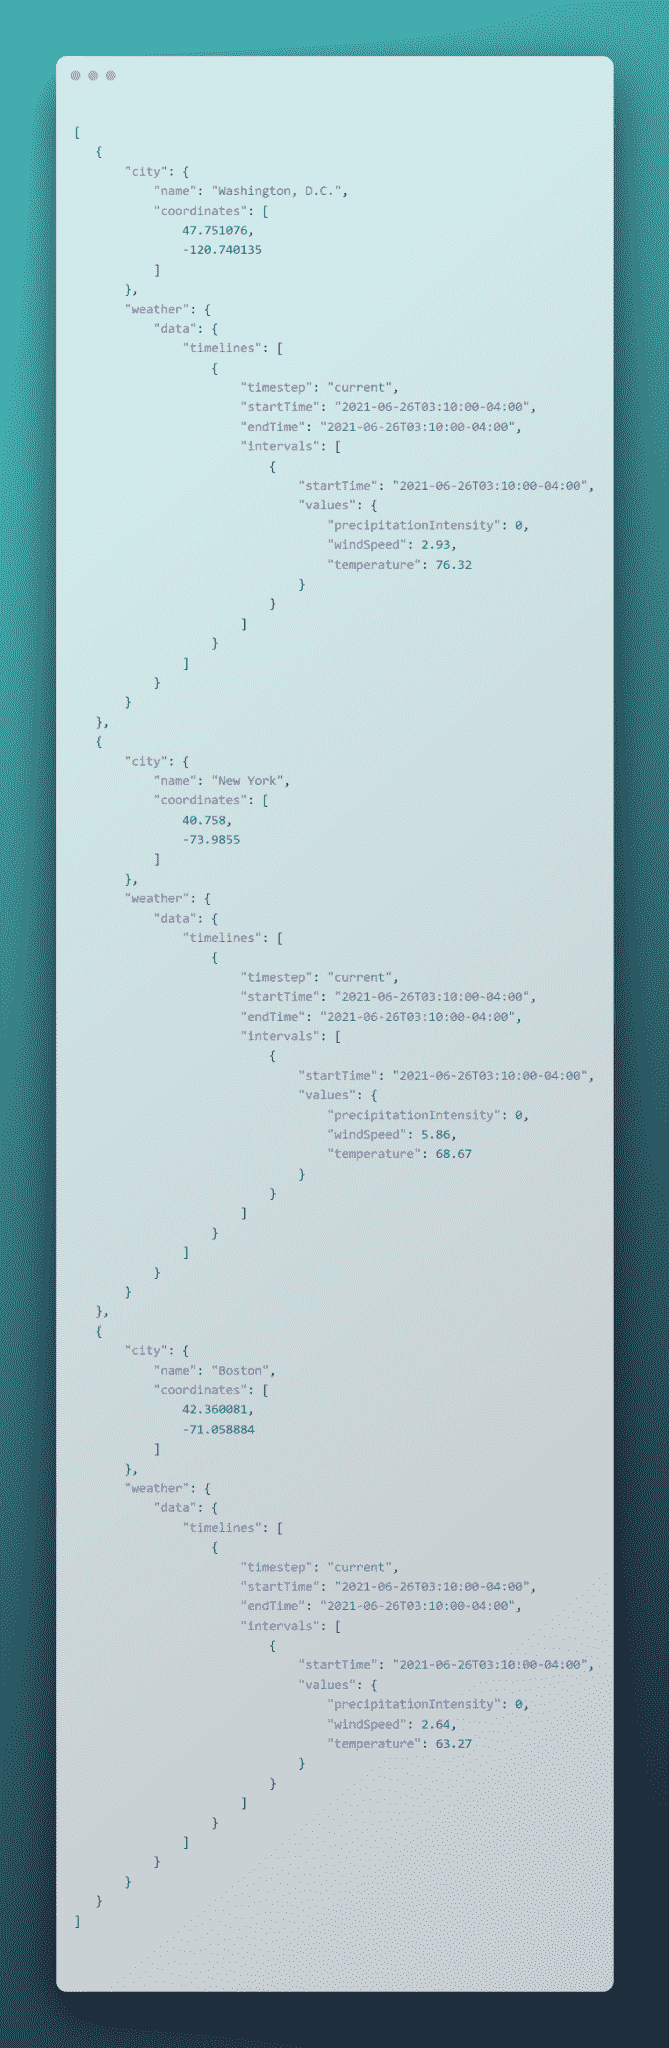 [
{
"city": {
"name": "Washington, D.C.",
"coordinates": [
47.751076,
-120.740135
]
},
"weather": {
"data": {
"timelines": [
{
"timestep": "current",
"startTime": "2021-06-26T03:10:00-04:00",
"endTime": "2021-06-26T03:10:00-04:00",
"intervals": [
{
"startTime": "2021-06-26T03:10:00-04:00",
"values": {
"precipitationIntensity": 0,
"windSpeed": 2.93,
"temperature": 76.32
}
}
]
}
]
}
}
},
{
"city": {
"name": "New York",
"coordinates": [
40.758,
-73.9855
]
},
"weather": {
"data": {
"timelines": [
{
"timestep": "current",
"startTime": "2021-06-26T03:10:00-04:00",
"endTime": "2021-06-26T03:10:00-04:00",
"intervals": [
{
"startTime": "2021-06-26T03:10:00-04:00",
"values": {
"precipitationIntensity": 0,
"windSpeed": 5.86,
"temperature": 68.67
}
}
]
}
]
}
}
},
{
"city": {
"name": "Boston",
"coordinates": [
42.360081,
-71.058884
]
},
"weather": {
"data": {
"timelines": [
{
"timestep": "current",
"startTime": "2021-06-26T03:10:00-04:00",
"endTime": "2021-06-26T03:10:00-04:00",
"intervals": [
{
"startTime": "2021-06-26T03:10:00-04:00",
"values": {
"precipitationIntensity": 0,
"windSpeed": 2.64,
"temperature": 63.27
}
}
]
}
]
}
}
}
]